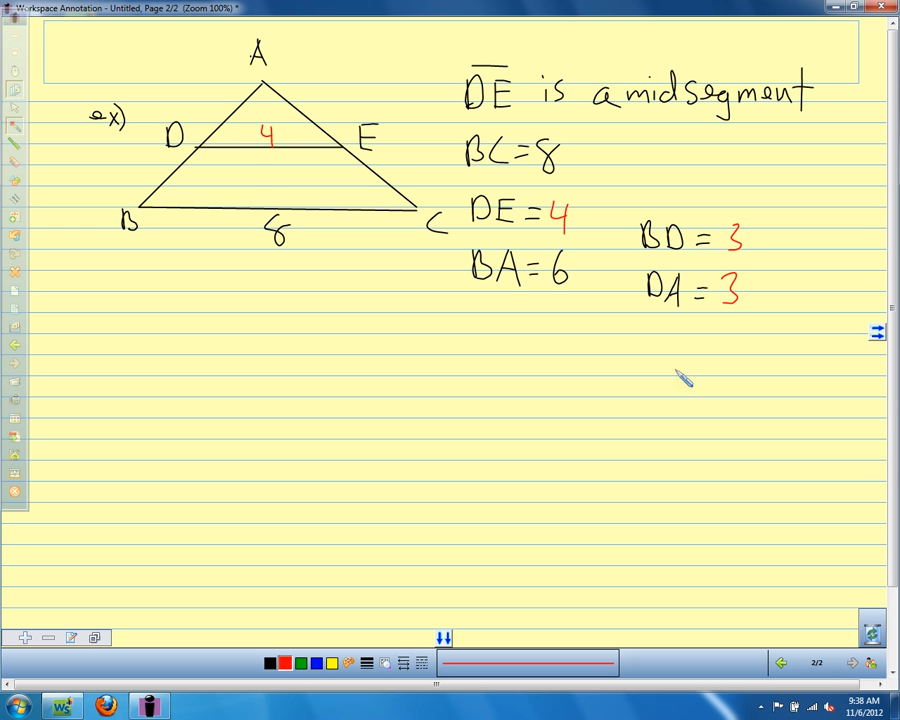 Workspace Annotation - Untitled, Page 2/2 (Zoom 100%) *
A
DE is a midsegment
ex)
D 4 E
BC = 8
B 8 C
DE = 4
BD = 3
BA = 6
DA = 3
2/2
9:38 AM
11/6/2012